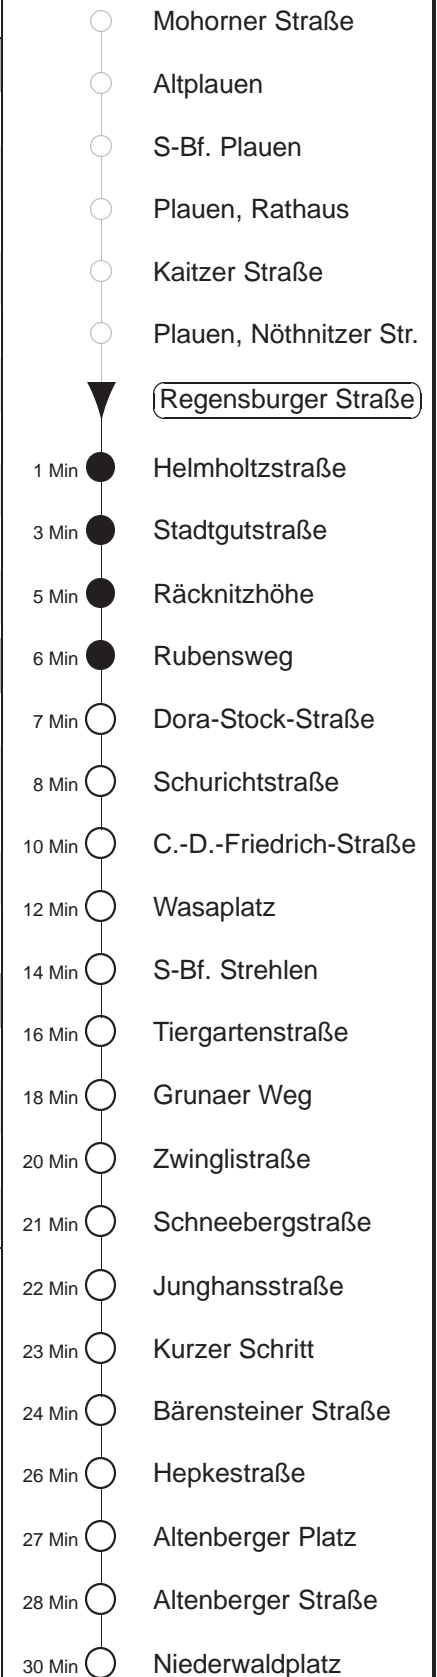 Mohorner Straße
Altplauen
S-Bf. Plauen
Plauen, Rathaus
Kaitzer Straße
Plauen, Nöthnitzer Str.
Regensburger Straße
1 Min Helmholtzstraße
3 Min Stadtgutstraße
5 Min Räcknitzhöhe
6 Min Rubensweg
7 Min Dora-Stock-Straße
8 Min Schurichtstraße
10 Min C.-D.-Friedrich-Straße
12 Min Wasaplatz
14 Min S-Bf. Strehlen
16 Min Tiergartenstraße
18 Min Grunaer Weg
20 Min Zwinglistraße
21 Min Schneebergstraße
22 Min Junghansstraße
23 Min Kurzer Schritt
24 Min Bärensteiner Straße
26 Min Hepkestraße
27 Min Altenberger Platz
28 Min Altenberger Straße
30 Min Niederwaldplatz